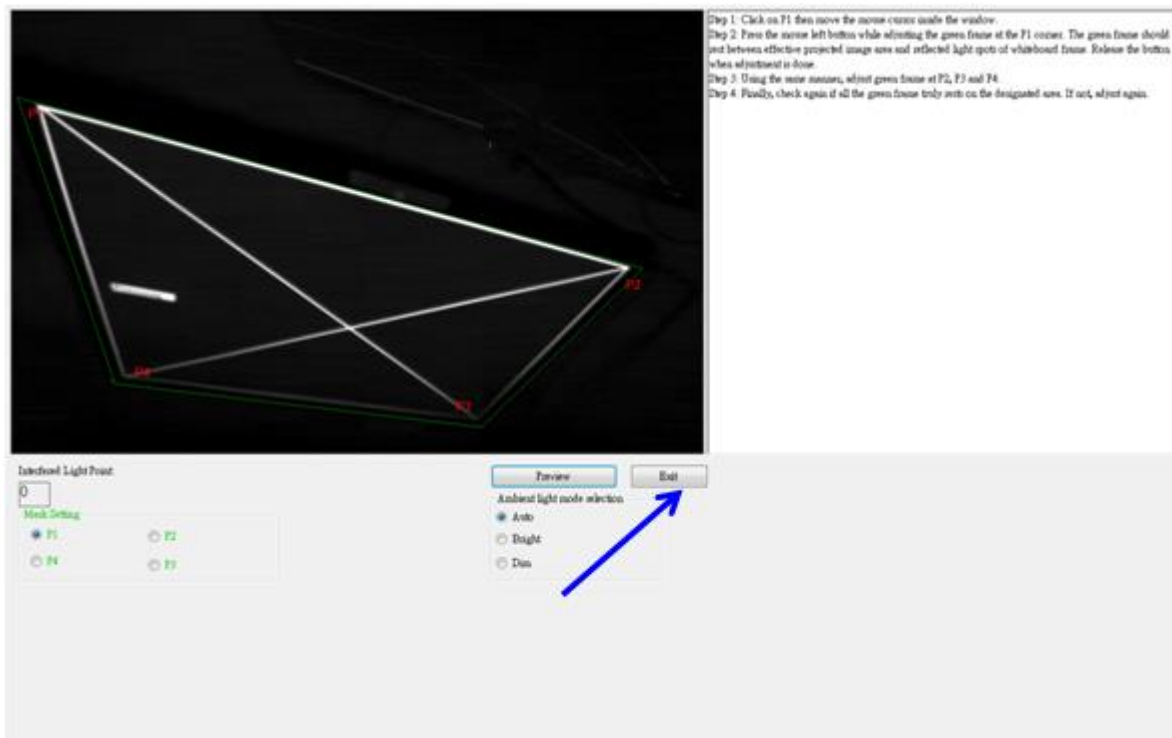 Step 1: Click on P1 then move the mouse cursor inside the window.
Step 2: Press the mouse left button while adjusting the green frame at the P1 corner. The green frame should
rest between effective projected image area and reflected light spots of whiteboard frame. Release the button
when adjustment is done.
Step 3: Using the same manner, adjust green frame at P2, P3 and P4.
Step 4: Finally, check again if all the green frame truly rests on the designated area. If not, adjust again.
P1
P2
P4
P3
Interfered Light Point:
0
Mask Setting
P1
P2
P4
P3
Preview
Exit
Ambient light mode selection
Auto
Bright
Dim